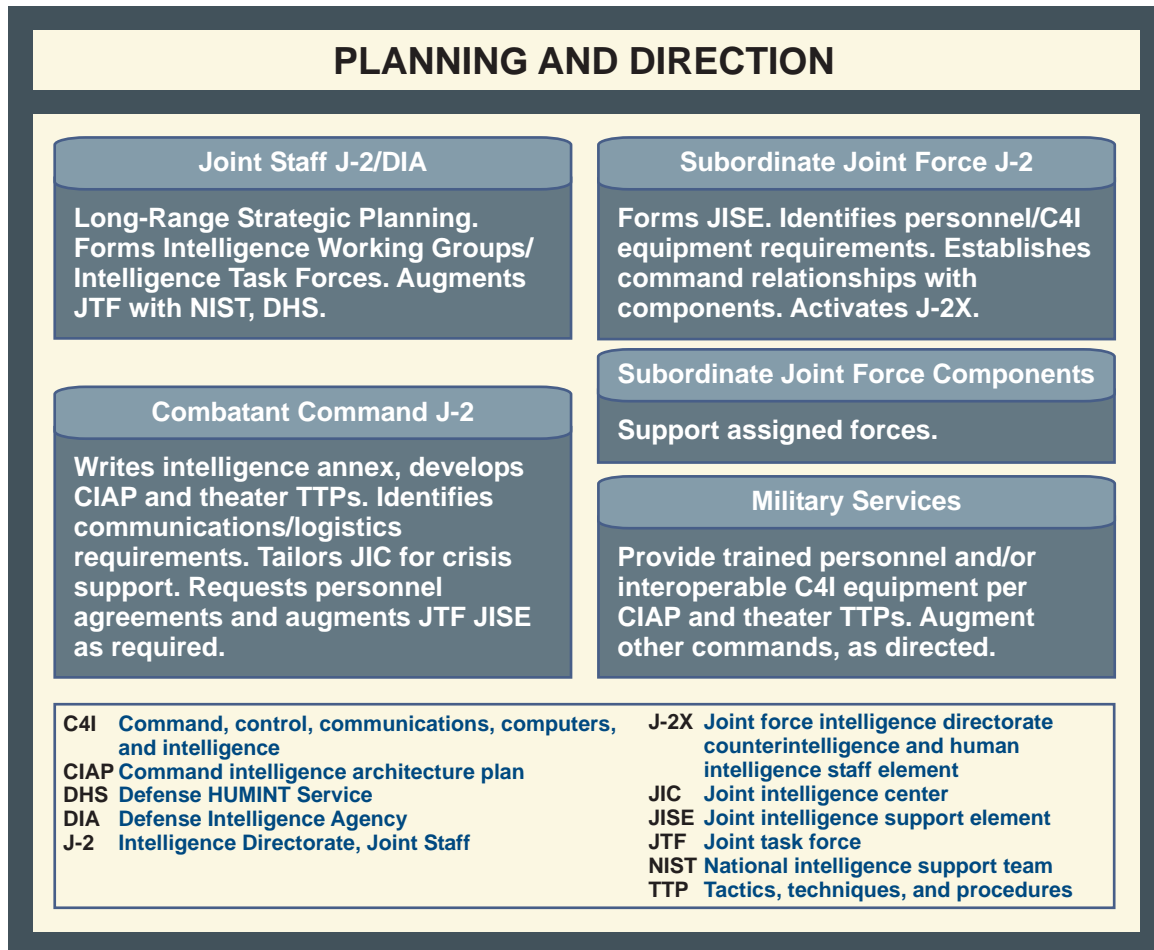 PLANNING AND DIRECTION
Joint Staff J-2/DIA
Long-Range Strategic Planning.
Forms Intelligence Working Groups/
Intelligence Task Forces. Augments
JTF with NIST, DHS.
Combatant Command J-2
Writes intelligence annex, develops
CIAP and theater TTPs. Identifies
communications/logistics
requirements. Tailors JIC for crisis
support. Requests personnel
agreements and augments JTF JISE
as required.
Subordinate Joint Force J-2
Forms JISE. Identifies personnel/C4I
equipment requirements. Establishes
command relationships with
components. Activates J-2X.
Subordinate Joint Force Components
Support assigned forces.
Military Services
Provide trained personnel and/or
interoperable C4I equipment per
CIAP and theater TTPs. Augment
other commands, as directed.
C4I Command, control, communications, computers,
and intelligence
CIAP Command intelligence architecture plan
DHS Defense HUMINT Service
DIA Defense Intelligence Agency
J-2 Intelligence Directorate, Joint Staff
J-2X Joint force intelligence directorate
counterintelligence and human
intelligence staff element
JIC Joint intelligence center
JISE Joint intelligence support element
JTF Joint task force
NIST National intelligence support team
TTP Tactics, techniques, and procedures